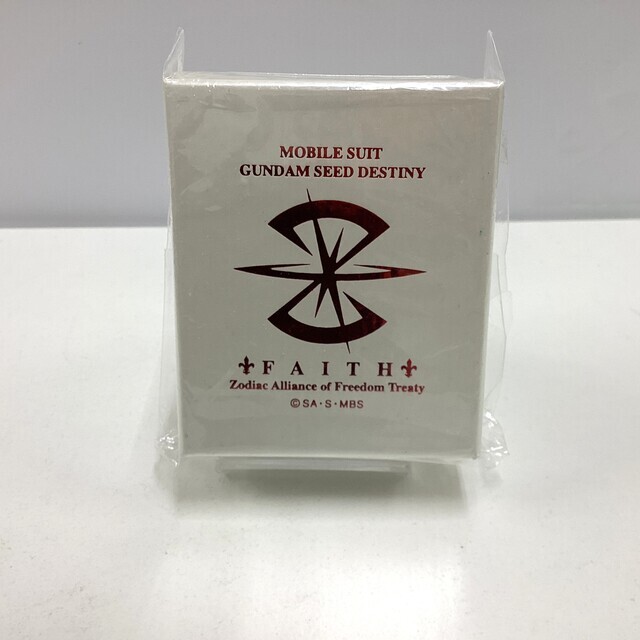 MOBILE SUIT
GUNDAM SEED DESTINY
FAITH
Zodiac Alliance of Freedom Treaty
©SA・S・MBS